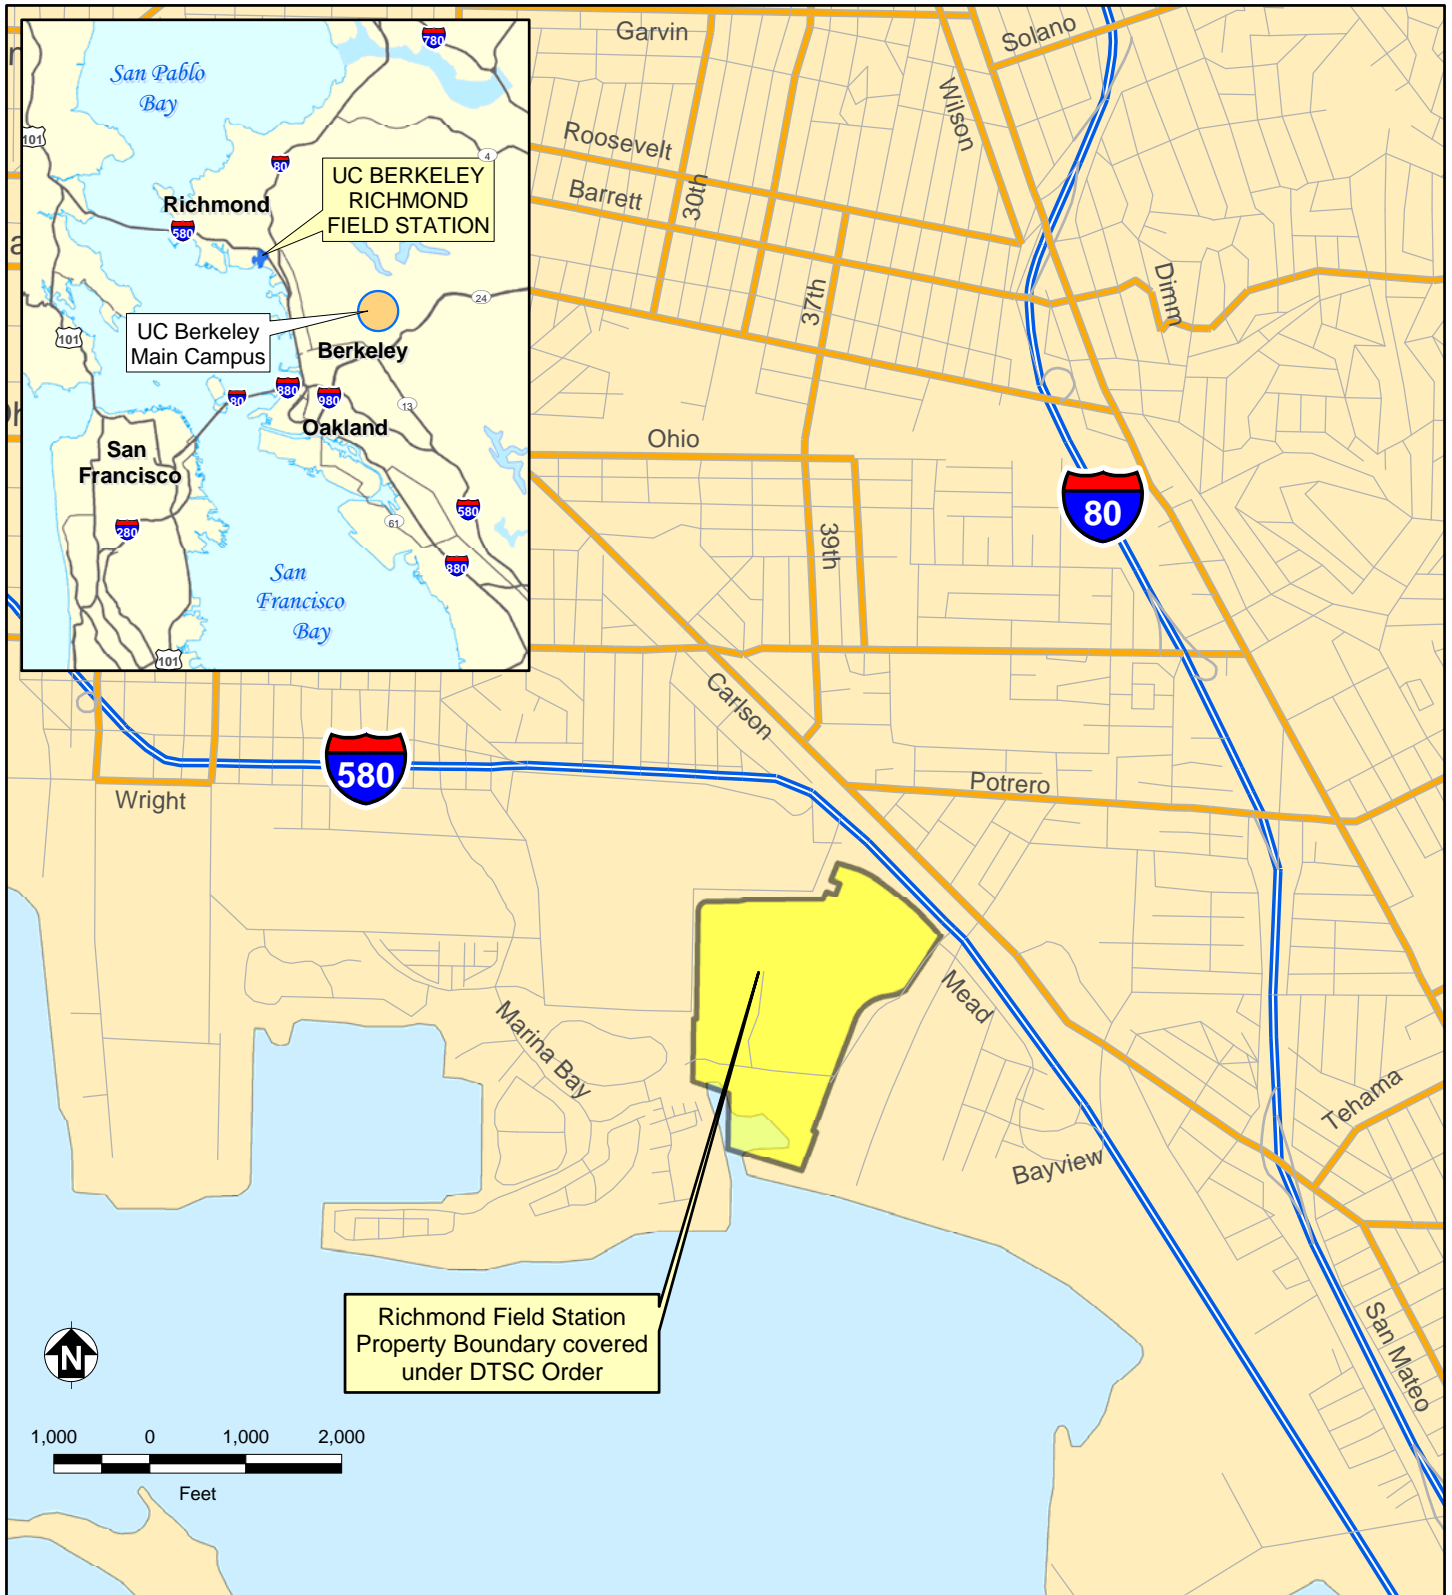 Garvin
Solano
Wilson
Roosevelt
Barrett
30th
37th
Dimm
Ohio
39th
80
Carlson
580
Wright
Potrero
Marina Bay
Mead
Tehama
Bayview
San Mateo
San Pablo
Bay
780
101
80
4
UC BERKELEY
RICHMOND
FIELD STATION
Richmond
580
24
UC Berkeley
Main Campus
101
Berkeley
880
80
980
13
Oakland
San
Francisco
580
61
280
880
San
Francisco
Bay
101
Richmond Field Station
Property Boundary covered
under DTSC Order
N
1,000 0 1,000 2,000
Feet